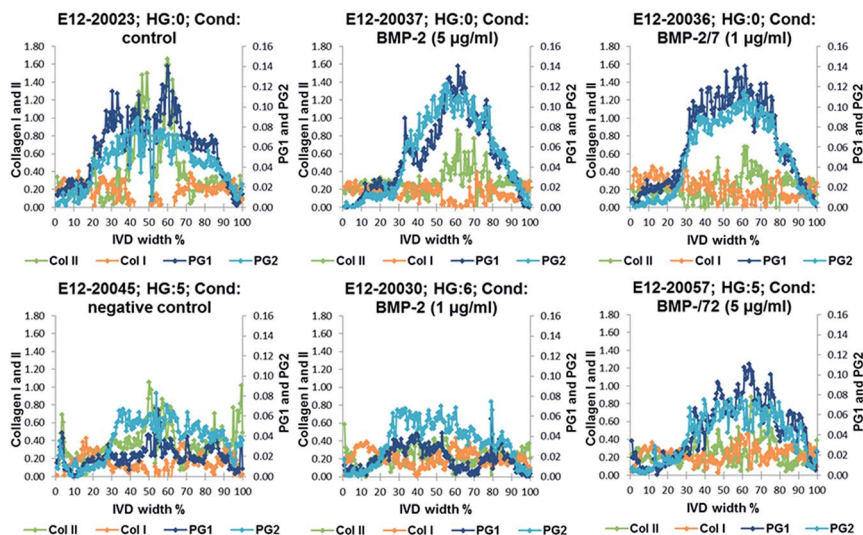 E12-20023; HG:0; Cond:
control
Collagen I and II
1.80
1.60
1.40
1.20
1.00
0.80
0.60
0.40
0.20
0.00
0.16
0.14
0.12
0.10
0.08
0.06
0.04
0.02
0.00
PG1 and PG2
0 10 20 30 40 50 60 70 80 90 100
IVD width %
Col II Col I PG1 PG2
E12-20037; HG:0; Cond:
BMP-2 (5 µg/ml)
Collagen I and II
1.80
1.60
1.40
1.20
1.00
0.80
0.60
0.40
0.20
0.00
0.16
0.14
0.12
0.10
0.08
0.06
0.04
0.02
0.00
PG1 and PG2
0 10 20 30 40 50 60 70 80 90 100
IVD width %
Col II Col I PG1 PG2
E12-20036; HG:0; Cond:
BMP-2/7 (1 µg/ml)
Collagen I and II
1.80
1.60
1.40
1.20
1.00
0.80
0.60
0.40
0.20
0.00
0.16
0.14
0.12
0.10
0.08
0.06
0.04
0.02
0.00
PG1 and PG2
0 10 20 30 40 50 60 70 80 90 100
IVD width %
Col II Col I PG1 PG2
E12-20045; HG:5; Cond:
negative control
Collagen I and II
1.80
1.60
1.40
1.20
1.00
0.80
0.60
0.40
0.20
0.00
0.16
0.14
0.12
0.10
0.08
0.06
0.04
0.02
0.00
PG1 and PG2
0 10 20 30 40 50 60 70 80 90 100
IVD width %
Col II Col I PG1 PG2
E12-20030; HG:6; Cond:
BMP-2 (1 µg/ml)
Collagen I and II
1.80
1.60
1.40
1.20
1.00
0.80
0.60
0.40
0.20
0.00
0.16
0.14
0.12
0.10
0.08
0.06
0.04
0.02
0.00
PG1 and PG2
0 10 20 30 40 50 60 70 80 90 100
IVD width %
Col II Col I PG1 PG2
E12-20057; HG:5; Cond:
BMP-/72 (5 µg/ml)
Collagen I and II
1.80
1.60
1.40
1.20
1.00
0.80
0.60
0.40
0.20
0.00
0.16
0.14
0.12
0.10
0.08
0.06
0.04
0.02
0.00
PG1 and PG2
0 10 20 30 40 50 60 70 80 90 100
IVD width %
Col II Col I PG1 PG2